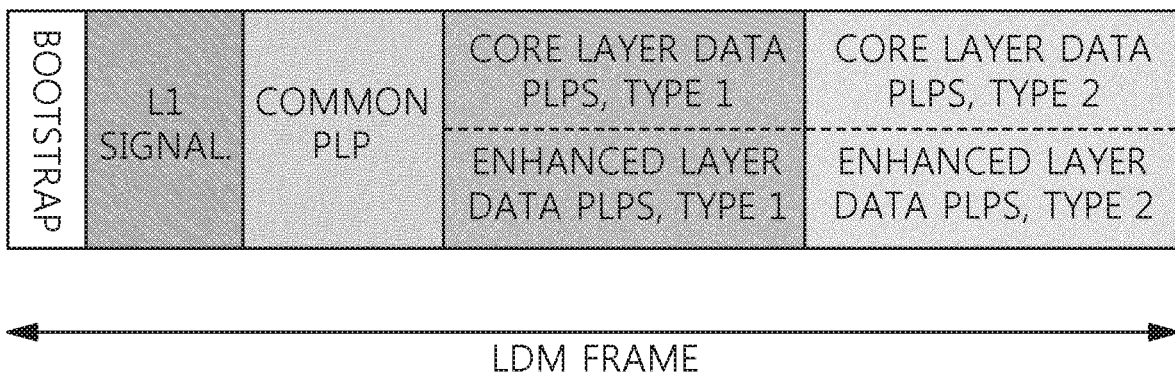 BOOTSTRAP
L1
SIGNAL.
COMMON
PLP
CORE LAYER DATA
PLPS, TYPE 1
ENHANCED LAYER
DATA PLPS, TYPE 1
CORE LAYER DATA
PLPS, TYPE 2
ENHANCED LAYER
DATA PLPS, TYPE 2
LDM FRAME